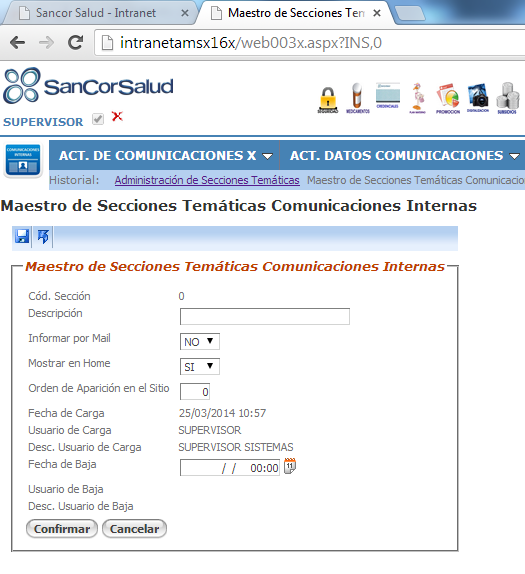 Sancor Salud - Intranet × Maestro de Secciones Tem ×
intranetamsx16x/web003x.aspx?INS,0
SanCorSalud
SUPERVISOR
MEDICAMENTOS CREDENCIALES PROMOCION DIGITALIZACION SUBSIDIOS
COMUNICACIONES
INTERNAS
ACT. DE COMUNICACIONES X ACT. DATOS COMUNICACIONES
Historial: Administración de Secciones Temáticas Maestro de Secciones Temáticas Comunicacio
Maestro de Secciones Temáticas Comunicaciones Internas
Maestro de Secciones Temáticas Comunicaciones Internas
Cód. Sección 0
Descripción
Informar por Mail NO
Mostrar en Home SI
Orden de Aparición en el Sitio 0
Fecha de Carga 25/03/2014 10:57
Usuario de Carga SUPERVISOR
Desc. Usuario de Carga SUPERVISOR SISTEMAS
Fecha de Baja / / 00:00
Usuario de Baja
Desc. Usuario de Baja
Confirmar Cancelar